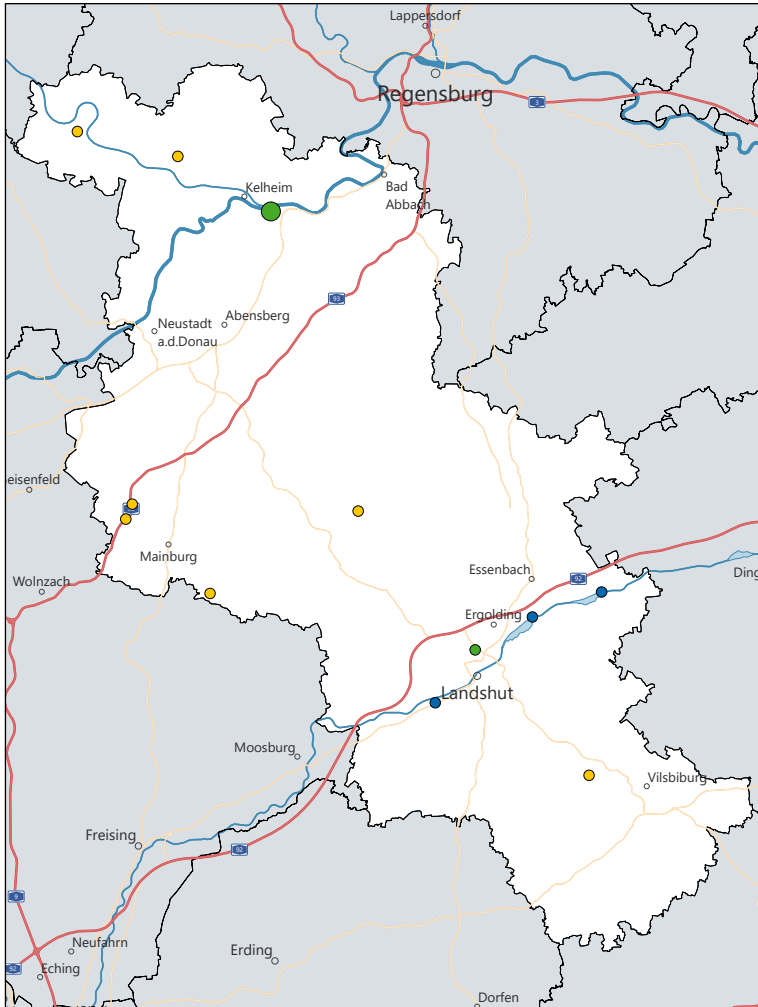 Lappersdorf
Regensburg
3
Kelheim
Bad
Abbach
93
Neustadt
a.d.Donau
Abensberg
eisenfeld
Mainburg
Wolnzach
Essenbach
92
Ding
Ergolding
Landshut
Moosburg
Vilsbiburg
Freising
92
9
Neufahrn
Erding
92
Eching
Dorfen